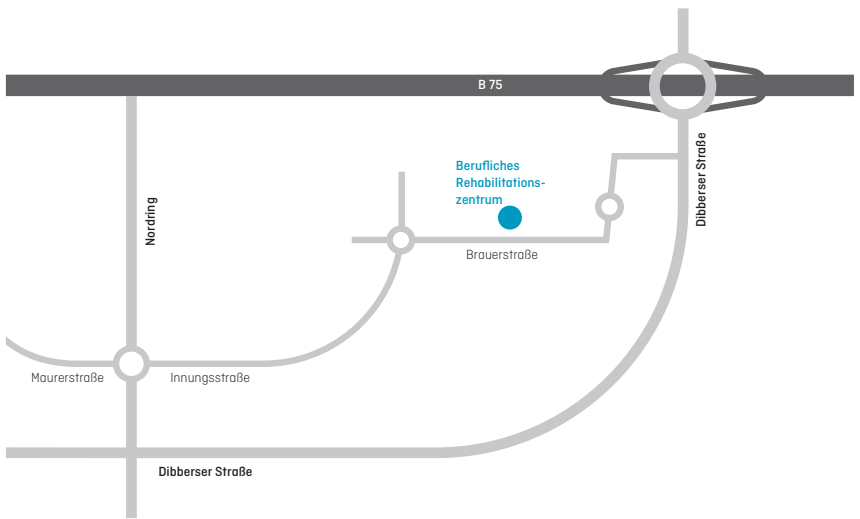 B 75
Berufliches
Rehabilitations-
zentrum
Dibberser Straße
Nordring
Brauerstraße
Maurerstraße
Innungsstraße
Dibberser Straße